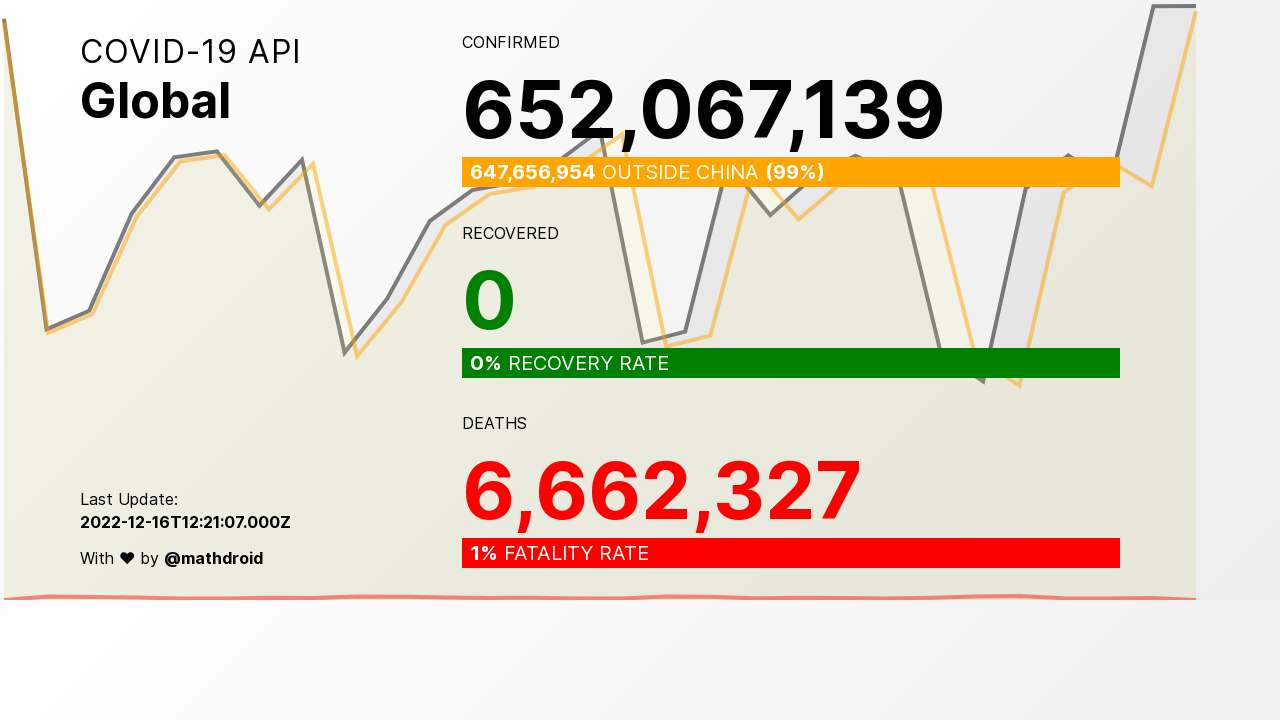 COVID-19 API
Global
CONFIRMED
652,067,139
647,656,954 OUTSIDE CHINA (99%)
RECOVERED
0
0% RECOVERY RATE
DEATHS
6,662,327
1% FATALITY RATE
Last Update:
2022-12-16T12:21:07.000Z
With ♥ by @mathdroid